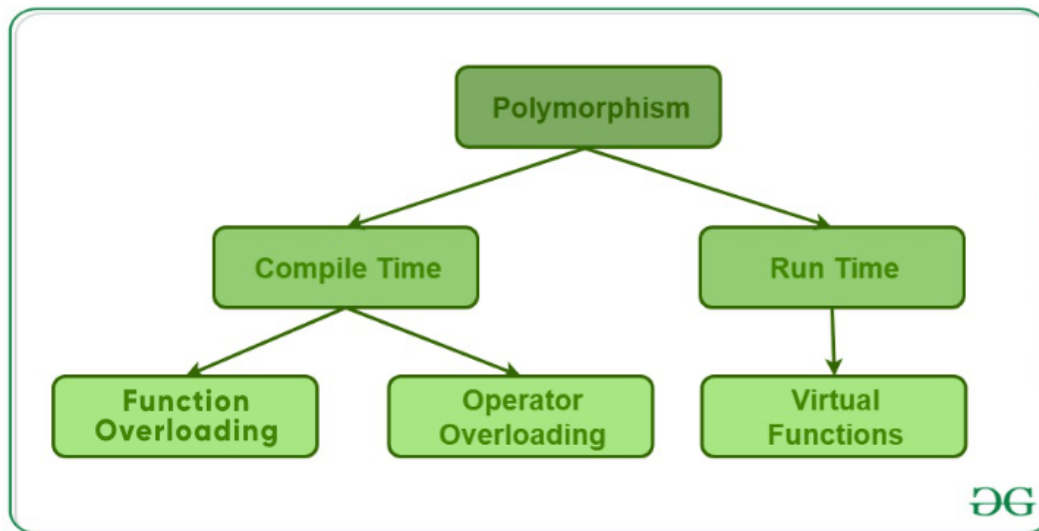 Polymorphism
Compile Time
Run Time
Function
Overloading
Operator
Overloading
Virtual
Functions